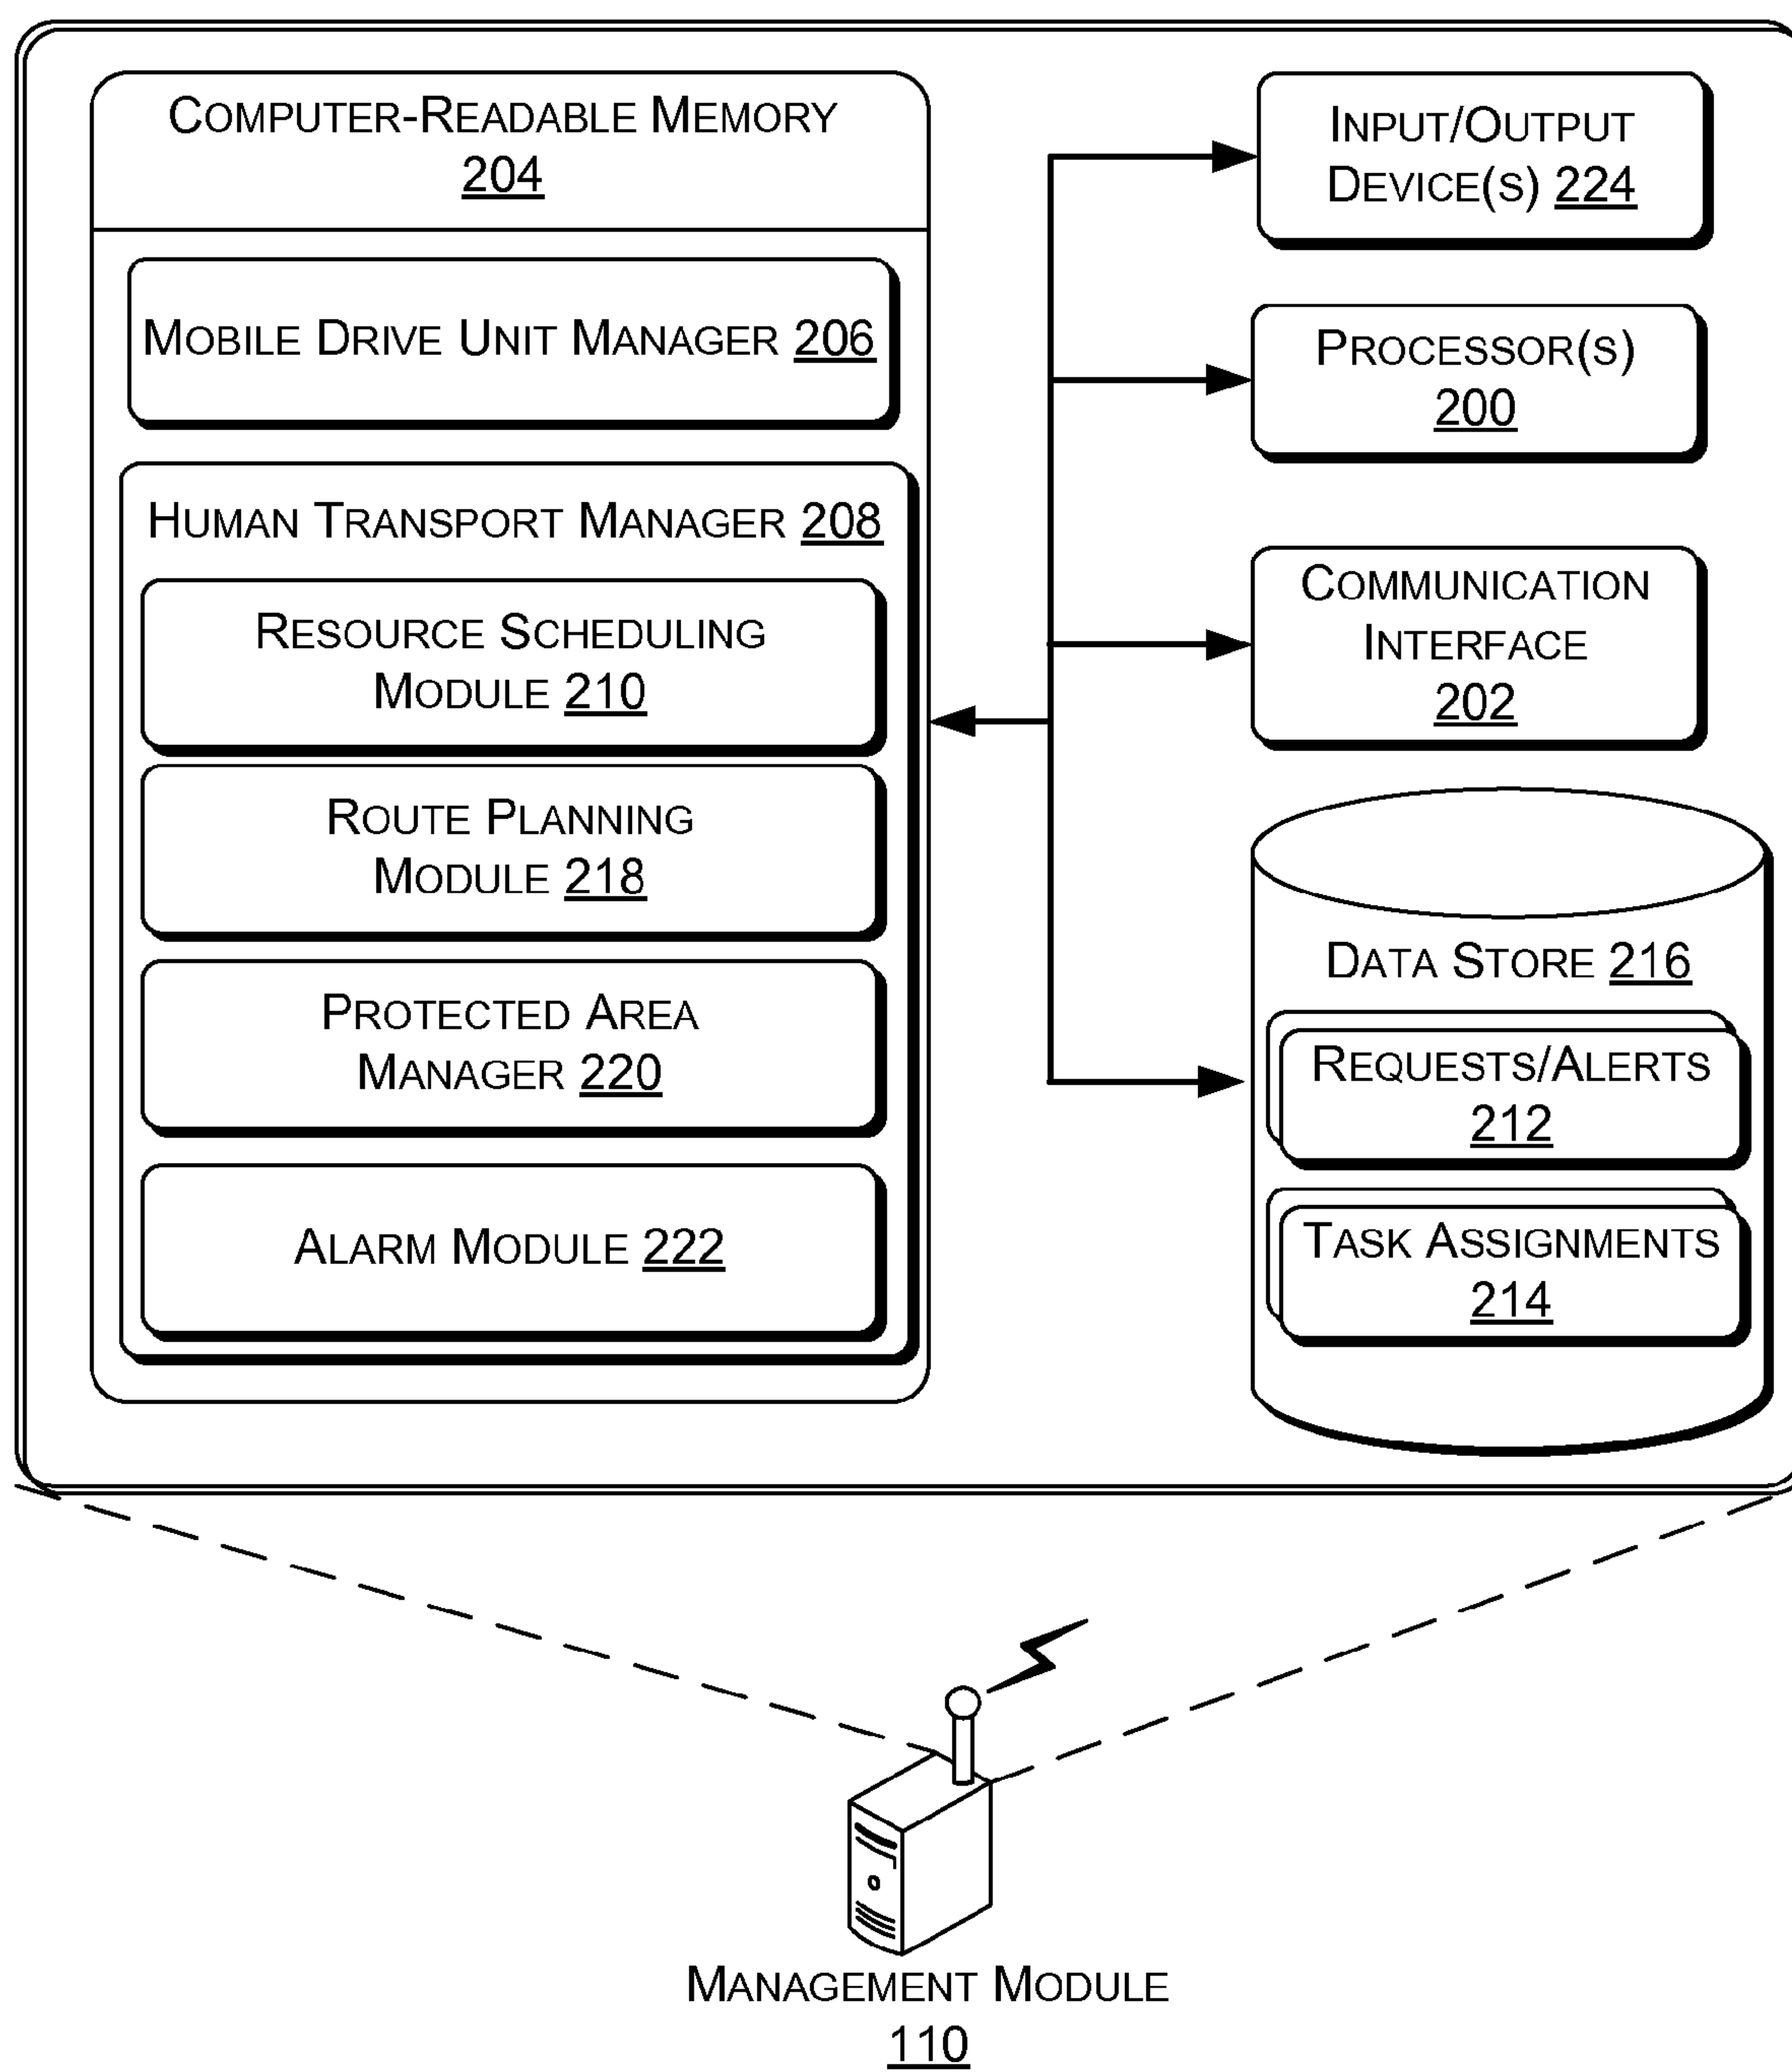 COMPUTER-READABLE MEMORY
204
MOBILE DRIVE UNIT MANAGER 206
HUMAN TRANSPORT MANAGER 208
RESOURCE SCHEDULING
MODULE 210
ROUTE PLANNING
MODULE 218
PROTECTED AREA
MANAGER 220
ALARM MODULE 222
INPUT/OUTPUT
DEVICE(S) 224
PROCESSOR(S)
200
COMMUNICATION
INTERFACE
202
DATA STORE 216
REQUESTS/ALERTS
212
TASK ASSIGNMENTS
214
MANAGEMENT MODULE
110